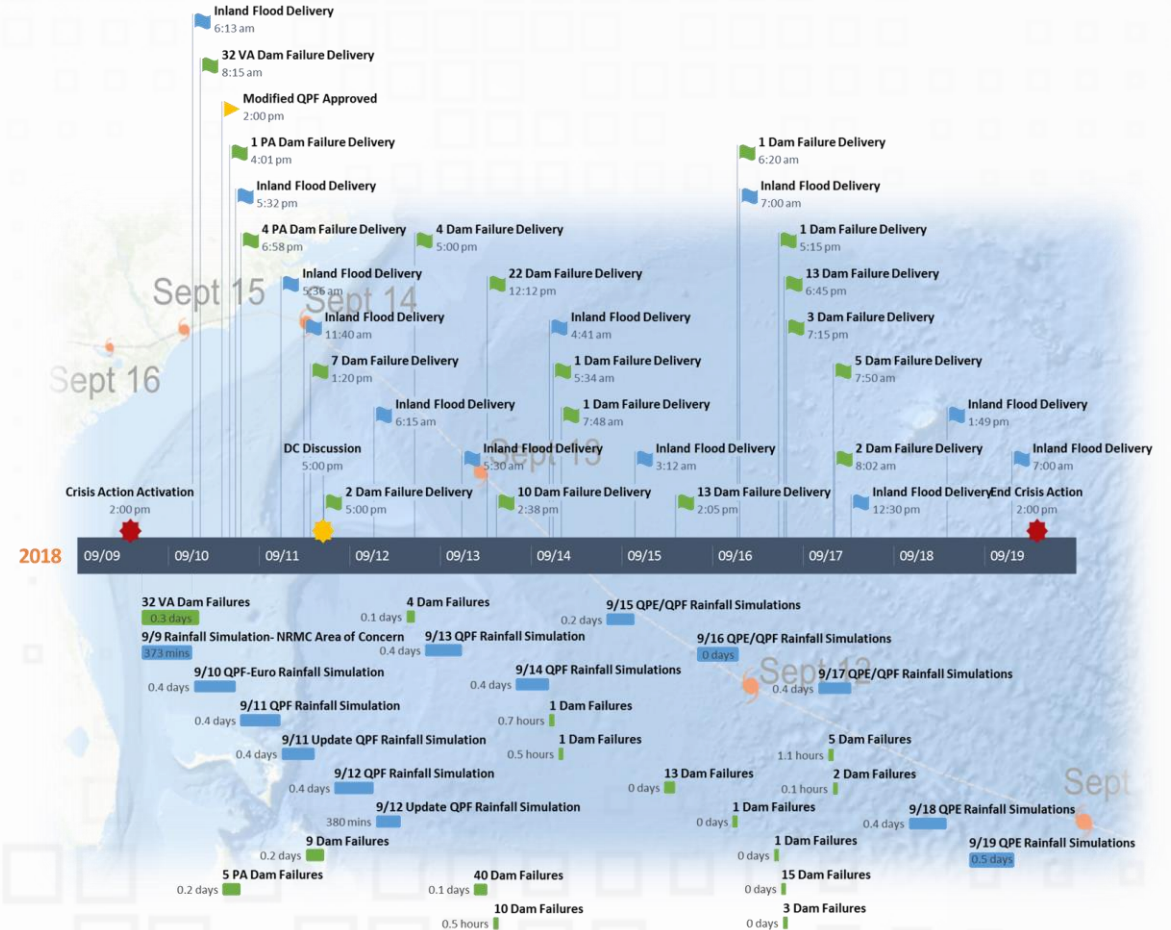 Inland Flood Delivery
6:13 am
32 VA Dam Failure Delivery
8:15 am
Modified QPF Approved
2:00 pm
1 PA Dam Failure Delivery
4:01 pm
1 Dam Failure Delivery
6:20 am
Inland Flood Delivery
5:32 pm
Inland Flood Delivery
7:00 am
4 PA Dam Failure Delivery
6:58 pm
4 Dam Failure Delivery
5:00 pm
1 Dam Failure Delivery
5:15 pm
Inland Flood Delivery
5:36 am
22 Dam Failure Delivery
12:12 pm
13 Dam Failure Delivery
6:45 pm
Sept 15
Sept 14
Inland Flood Delivery
11:40 am
Inland Flood Delivery
4:41 am
3 Dam Failure Delivery
7:15 pm
Sept 16
7 Dam Failure Delivery
1:20 pm
1 Dam Failure Delivery
5:34 am
5 Dam Failure Delivery
7:50 am
Inland Flood Delivery
6:15 am
1 Dam Failure Delivery
7:48 am
Inland Flood Delivery
1:49 pm
DC Discussion
5:00 pm
Inland Flood Delivery
5:30 am
Sept 13
Inland Flood Delivery
3:12 am
2 Dam Failure Delivery
8:02 am
Inland Flood Delivery
7:00 am
Crisis Action Activation
2:00 pm
2 Dam Failure Delivery
5:00 pm
10 Dam Failure Delivery
2:38 pm
13 Dam Failure Delivery
2:05 pm
Inland Flood Delivery
12:30 pm
End Crisis Action
2:00 pm
2018 09/09 09/10 09/11 09/12 09/13 09/14 09/15 09/16 09/17 09/18 09/19
32 VA Dam Failures
0.3 days
4 Dam Failures
0.1 days
9/15 QPE/QPF Rainfall Simulation
0.2 days
9/9 Rainfall Simulation- NRMC Area of Concern
373 mins
9/13 QPF Rainfall Simulation
0.4 days
9/16 QPE/QPF Rainfall Simulations
0 days
9/10 QPF-Euro Rainfall Simulation
0.4 days
9/14 QPF Rainfall Simulations
0.4 days
Sept 12
9/17 QPE/QPF Rainfall Simulations
0.4 days
9/11 QPF Rainfall Simulation
0.4 days
1 Dam Failures
0.7 hours
9/11 Update QPF Rainfall Simulation
0.4 days
1 Dam Failures
0.5 hours
5 Dam Failures
1.1 hours
9/12 QPF Rainfall Simulation
0.4 days
13 Dam Failures
0 days
2 Dam Failures
0.1 hours
Sept
9/12 Update QPF Rainfall Simulation
380 mins
1 Dam Failures
0 days
9/18 QPE Rainfall Simulations
0.4 days
9 Dam Failures
0.2 days
1 Dam Failures
0 days
9/19 QPE Rainfall Simulations
0.5 days
5 PA Dam Failures
0.2 days
40 Dam Failures
0.1 days
15 Dam Failures
0 days
10 Dam Failures
0.5 hours
3 Dam Failures
0 days